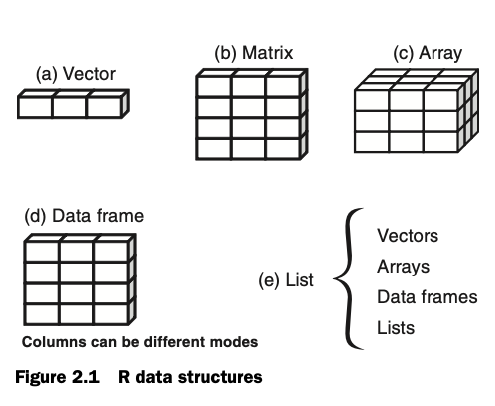 (a) Vector
(b) Matrix
(c) Array
(d) Data frame
Columns can be different modes
(e) List
Vectors
Arrays
Data frames
Lists
Figure 2.1 R data structures